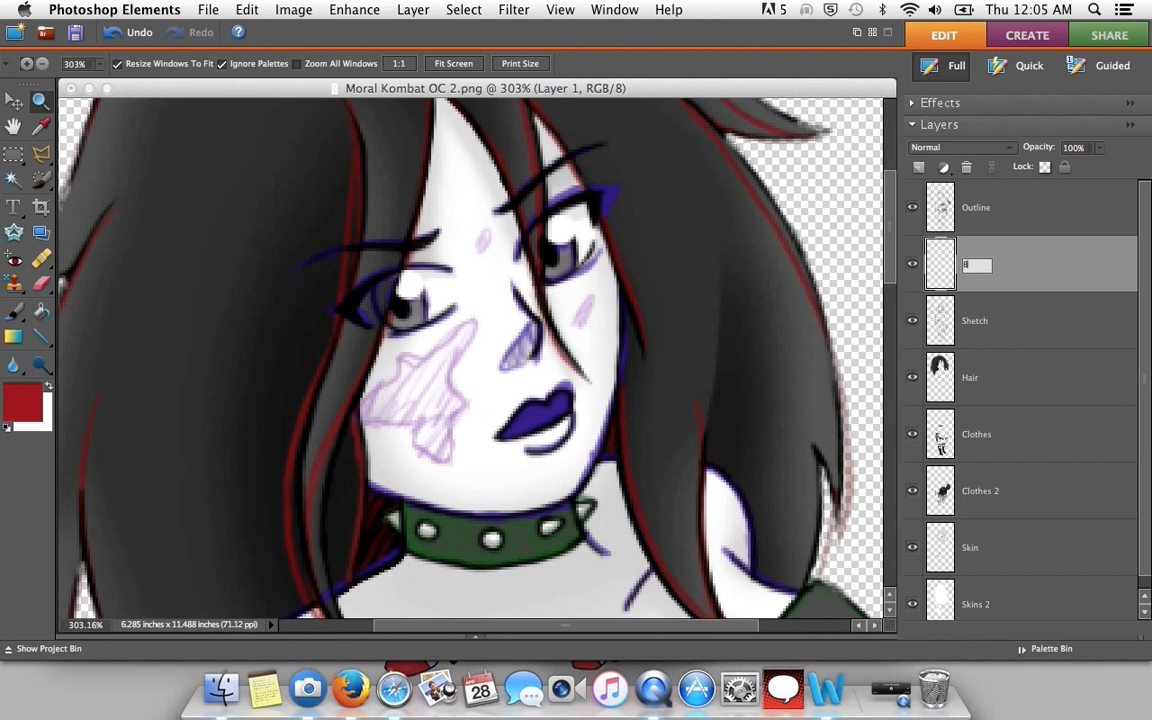 Photoshop Elements File Edit Image Enhance Layer Select Filter View Window Help 5 Thu 12:05 AM
Br Undo Redo ? EDIT CREATE SHARE
303% Resize Windows To Fit Ignore Palettes Zoom All Windows 1:1 Fit Screen Print Size Full Quick Guided
Moral Kombat OC 2.png @ 303% (Layer 1, RGB/8)
Effects
Layers
Normal Opacity: 100%
Lock:
Outline
Shetch
Hair
Clothes
Clothes 2
Skin
Skins 2
T
303.16% 6.285 inches x 11.488 inches (71.12 ppi)
Show Project Bin Palette Bin
APR
28
W